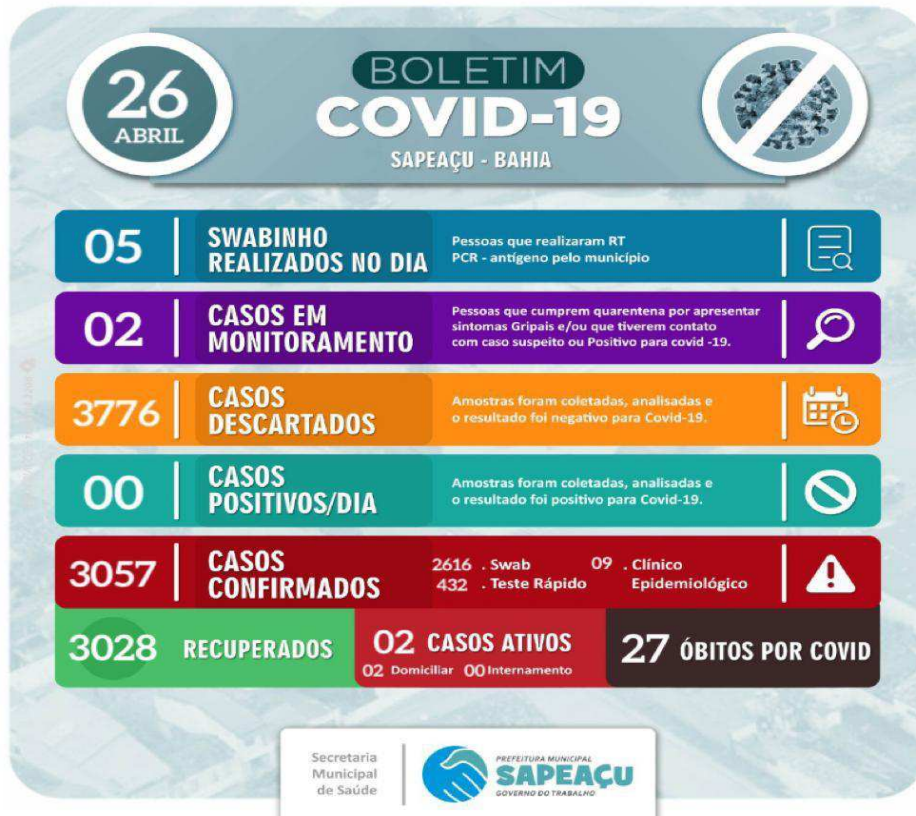 26
ABRIL
BOLETIM
COVID-19
SAPEAÇU - BAHIA
05
SWABINHO
REALIZADOS NO DIA
Pessoas que realizaram RT
PCR - antígeno pelo município
02
CASOS EM
MONITORAMENTO
Pessoas que cumprem quarentena por apresentar
sintomas Gripais e/ou que tiverem contato
com caso suspeito ou Positivo para covid -19.
3776
CASOS
DESCARTADOS
Amostras foram coletadas, analisadas e
o resultado foi negativo para Covid-19.
00
CASOS
POSITIVOS/DIA
Amostras foram coletadas, analisadas e
o resultado foi positivo para Covid-19.
3057
CASOS
CONFIRMADOS
2616 . Swab
432 . Teste Rápido
09 . Clínico
Epidemiológico
3028 RECUPERADOS
02 CASOS ATIVOS
02 Domiciliar 00 Internamento
27 ÓBITOS POR COVID
Secretaria
Municipal
de Saúde
PREFEITURA MUNICIPAL
SAPEAÇU
GOVERNO DO TRABALHO